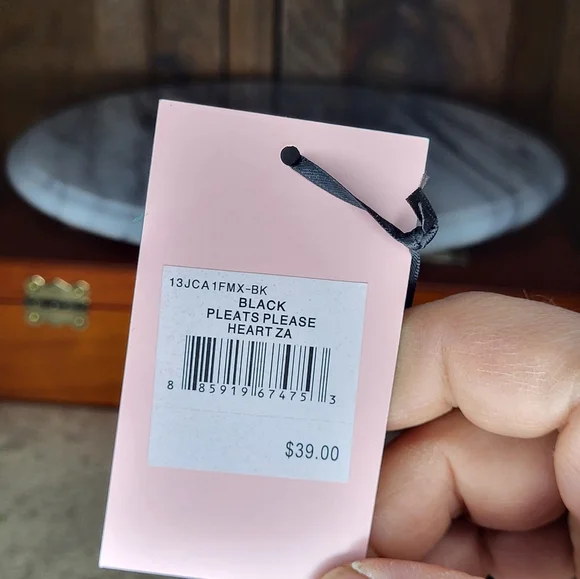 13JCA1FMX-BK
BLACK
PLEATS PLEASE
HEART ZA
8 85919 67475 3
$39.00